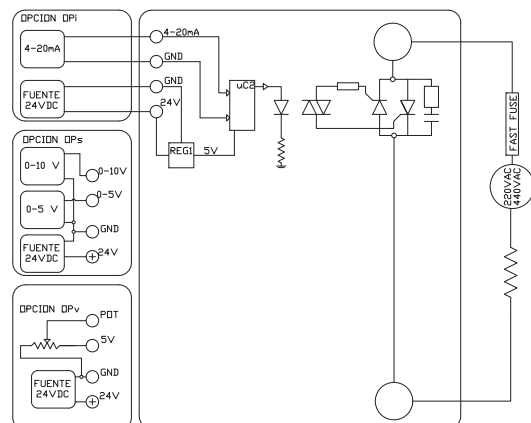 OPCION OPi
4-20mA
FUENTE
24VDC
4-20mA
GND
GND
24V
REG1
5V
uC2
OPCION OPs
0-10 V
0-5 V
FUENTE
24VDC
0-10V
0-5V
GND
24V
OPCION OPv
POT
5V
GND
FUENTE
24VDC
24V
FAST FUSE
220VAC
440VAC